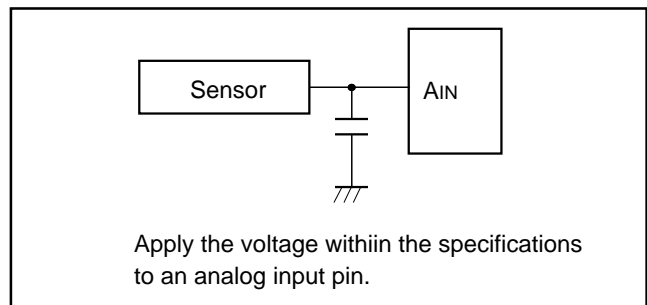 Sensor
AIN
Apply the voltage withiin the specifications
to an analog input pin.